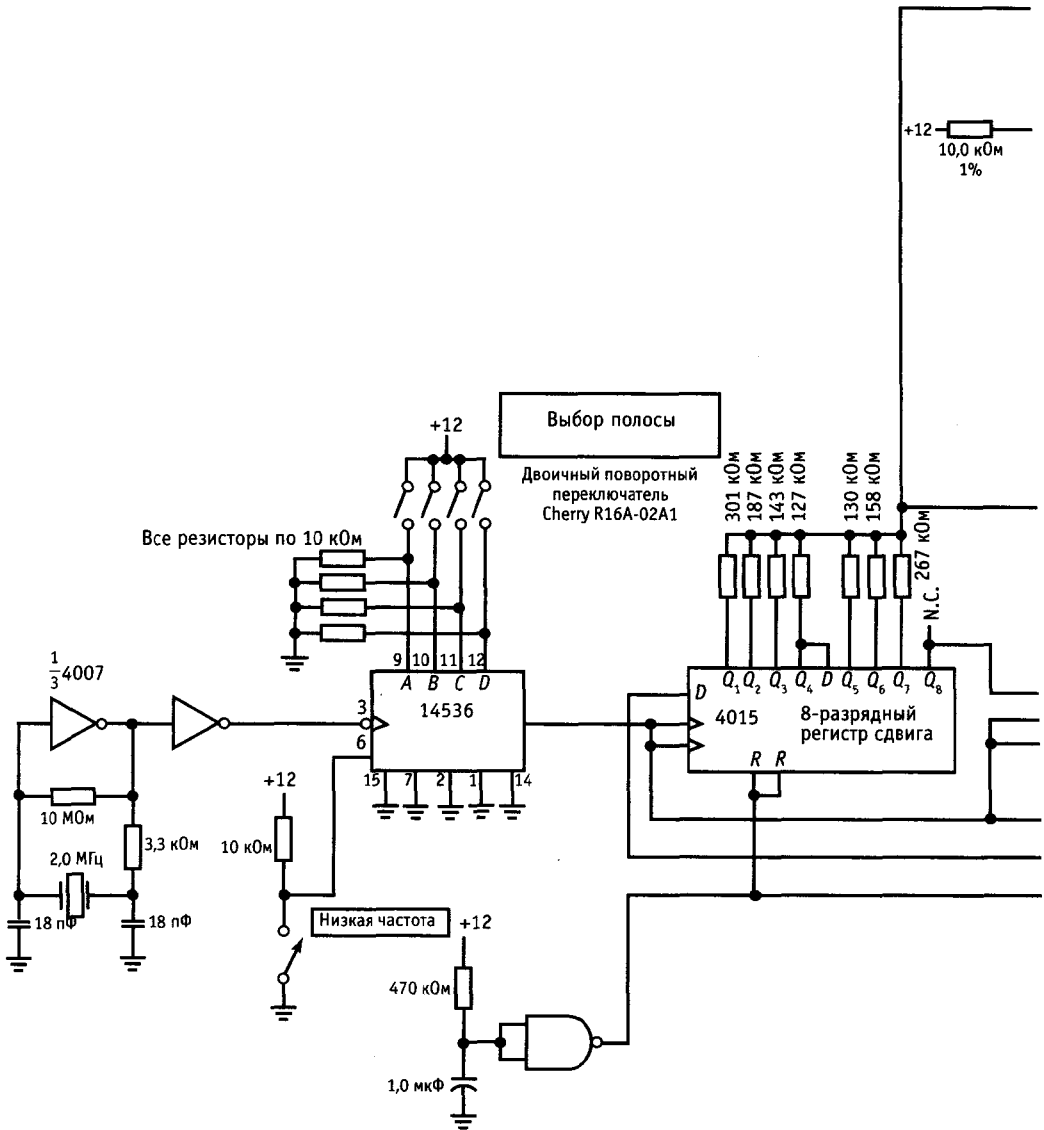 +12
10,0 кОм
1%
Выбор полосы
+12
Двоичный поворотный
переключатель
Cherry R16A-02A1
301 кОм
187 кОм
143 кОм
127 кОм
130 кОм
158 кОм
267 кОм
N.C.
Все резисторы по 10 кОм
9 10 11 12
A B C D
14536
3
6
15 7 2 1 14
1
3
4007
D Q1 Q2 Q3 Q4 D Q5 Q6 Q7 Q8
4015
8-разрядный
регистр сдвига
R R
+12
10 МОм
3,3 кОм
10 кОм
2,0 МГц
18 пФ
18 пФ
Низкая частота
+12
470 кОм
1,0 мкФ